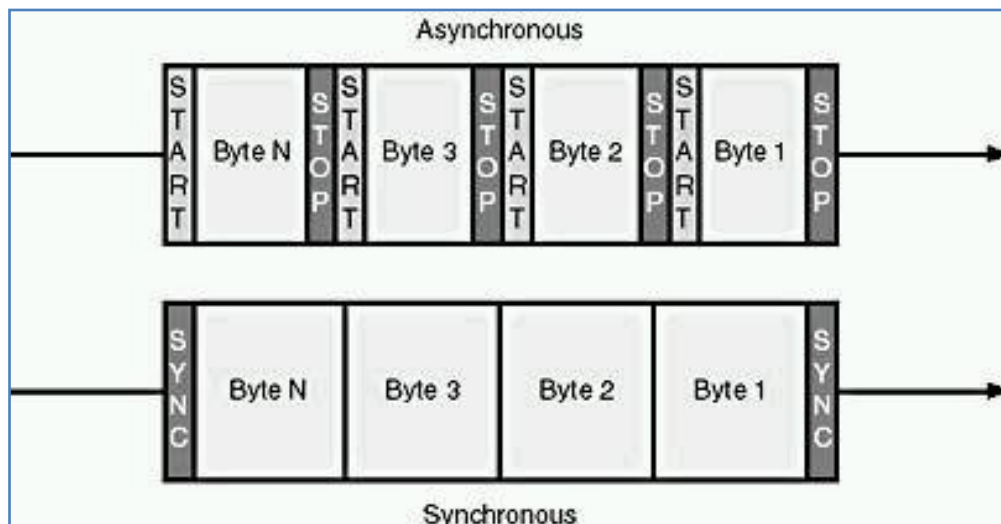 Asynchronous
START Byte N STOP START Byte 3 STOP START Byte 2 STOP START Byte 1 STOP
SYNC Byte N Byte 3 Byte 2 Byte 1 SYNC
Synchronous